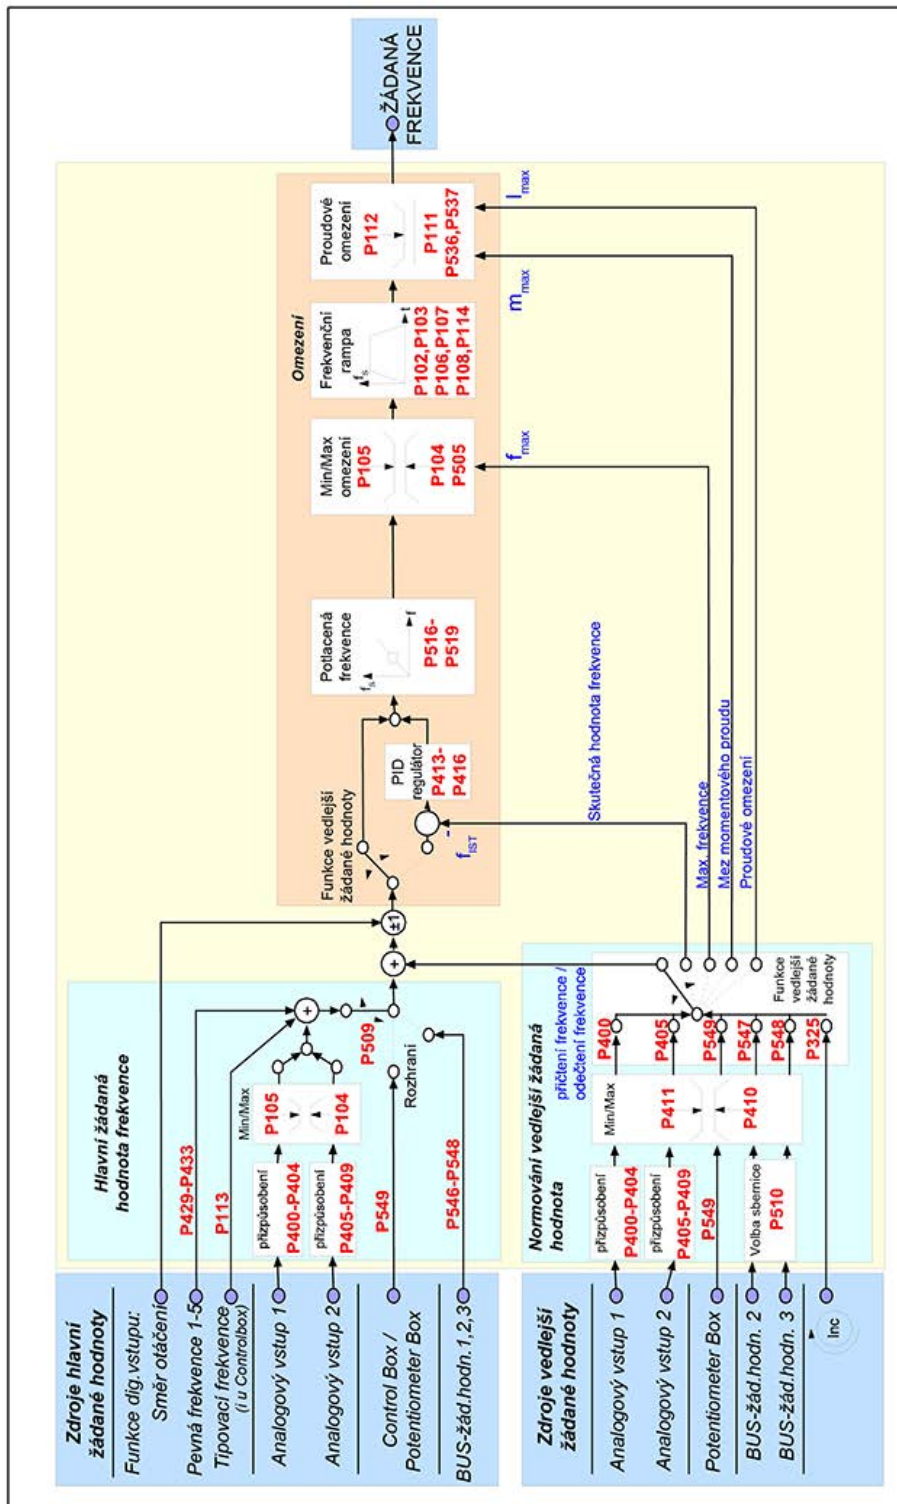 Zdroje hlavní
žádané hodnoty
Funkce dig.vstupu:
Směr otáčení
Pevná frekvence 1-5
Tipovací frekvence
(i u Controlbox)
Analogový vstup 1
Analogový vstup 2
Control Box /
Potentiometer Box
BUS-žád.hodn. 1,2,3
Hlavní žádaná
hodnota frekvence
P429-P433
P113
přizpůsobení
P400-P404
přizpůsobení
P405-P409
Min/Max
P105
P104
P549
P546-P548
P509
Rozhraní
+
+
±1
Funkce vedlejší
žádané hodnoty
f IST
-
PID
regulátor
P413-
P416
Potlacená
frekvence
fs
f
P516-
P519
Omezení
Min/Max
omezení
P105
P104
P505
Frekvenční
rampa
fs
t
P102,P103
P106,P107
P108,P114
Proudové
omezení
P112
P111
P536,P537
ŽÁDANÁ
FREKVENCE
f max
m max
I max
Skutečná hodnota frekvence
Max. frekvence
Mez momentového proudu
Proudové omezení
Zdroje vedlejší
žádané hodnoty
Analogový vstup 1
Analogový vstup 2
Potentiometer Box
BUS-žád.hodn. 2
BUS-žád.hodn. 3
Inc
Normování vedlejší žádaná
hodnota
přizpůsobení
P400-P404
přizpůsobení
P405-P409
P549
Volba sbernice
P510
Min/Max
P411
P410
přičtení frekvence /
odečtení frekvence
P400
P405
P549
P547
P548
P325
Funkce
vedlejší
žádané
hodnoty